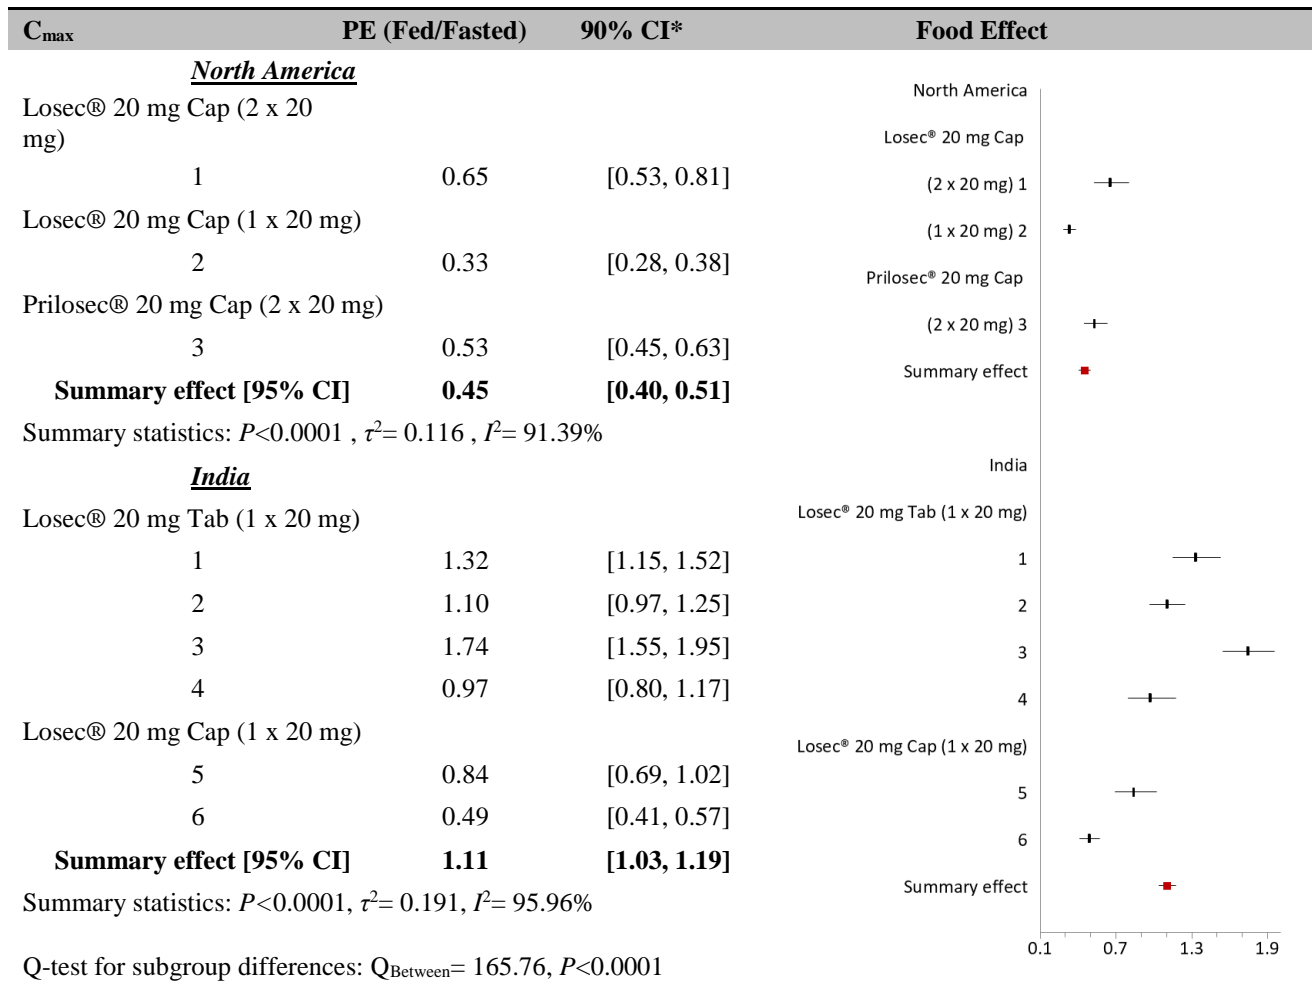 Cmax PE (Fed/Fasted) 90% CI* Food Effect
North America
Losec® 20 mg Cap (2 x 20
mg)
1 0.65 [0.53, 0.81]
Losec® 20 mg Cap (1 x 20 mg)
2 0.33 [0.28, 0.38]
Prilosec® 20 mg Cap (2 x 20 mg)
3 0.53 [0.45, 0.63]
Summary effect [95% CI] 0.45 [0.40, 0.51]
Summary statistics: P<0.0001 , τ2= 0.116 , I2= 91.39%
India
Losec® 20 mg Tab (1 x 20 mg)
1 1.32 [1.15, 1.52]
2 1.10 [0.97, 1.25]
3 1.74 [1.55, 1.95]
4 0.97 [0.80, 1.17]
Losec® 20 mg Cap (1 x 20 mg)
5 0.84 [0.69, 1.02]
6 0.49 [0.41, 0.57]
Summary effect [95% CI] 1.11 [1.03, 1.19]
Summary statistics: P<0.0001, τ2= 0.191, I2= 95.96%
Q-test for subgroup differences: QBetween= 165.76, P<0.0001
North America
Losec® 20 mg Cap
(2 x 20 mg) 1
(1 x 20 mg) 2
Prilosec® 20 mg Cap
(2 x 20 mg) 3
Summary effect
India
Losec® 20 mg Tab (1 x 20 mg)
1
2
3
4
Losec® 20 mg Cap (1 x 20 mg)
5
6
Summary effect
0.1 0.7 1.3 1.9